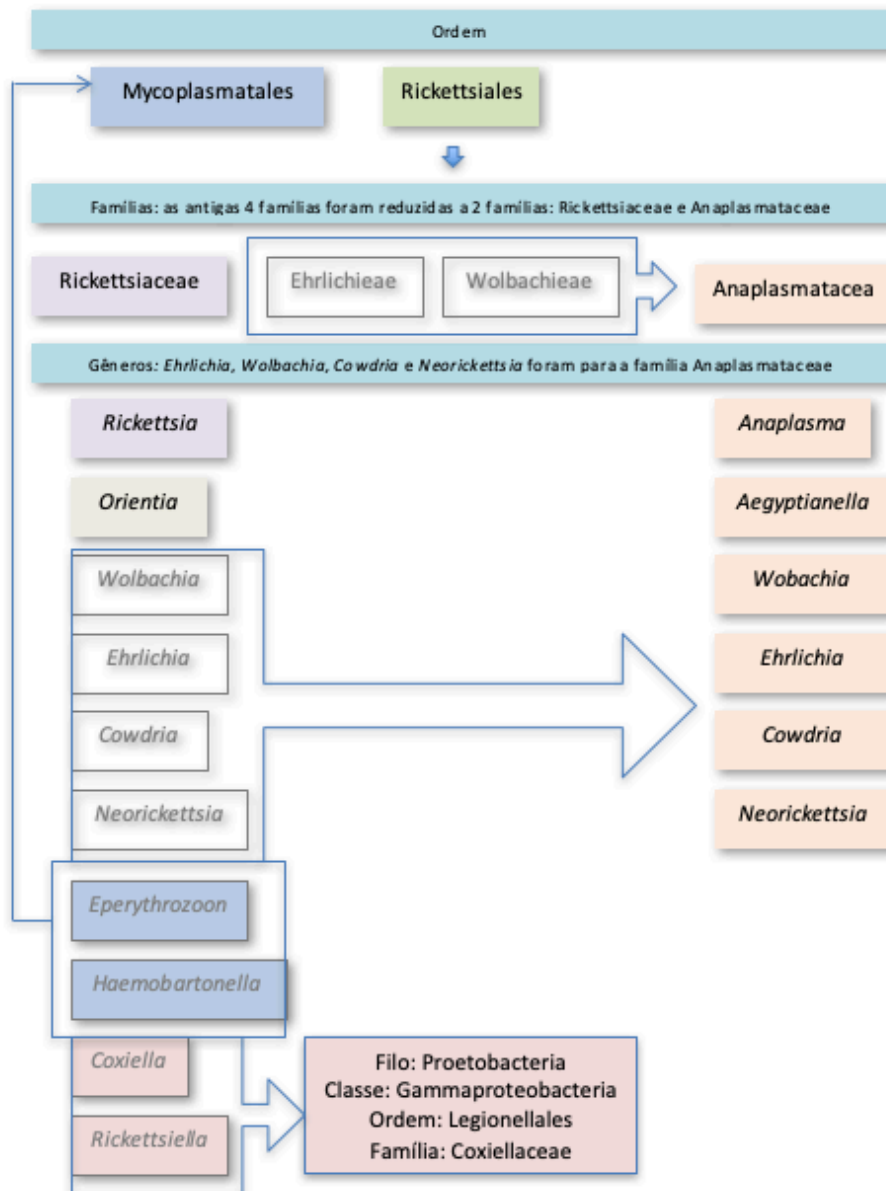 Ordem
Mycoplasmatales
Rickettsiales
Famílias: as antigas 4 famílias foram reduzidas a 2 famílias: Rickettsiaceae e Anaplasmataceae
Rickettsiaceae
Ehrlichieae
Wolbachieae
Anaplasmatacea
Gêneros: Ehrlichia, Wolbachia, Cowdria e Neorickettsia foram para a família Anaplasmataceae
Rickettsia
Anaplasma
Orientia
Aegyptianella
Wolbachia
Wobachia
Ehrlichia
Ehrlichia
Cowdria
Cowdria
Neorickettsia
Neorickettsia
Eperythrozoon
Haemobartonella
Coxiella
Rickettsiella
Filo: Proetobacteria
Classe: Gammaproteobacteria
Ordem: Legionellales
Família: Coxiellaceae